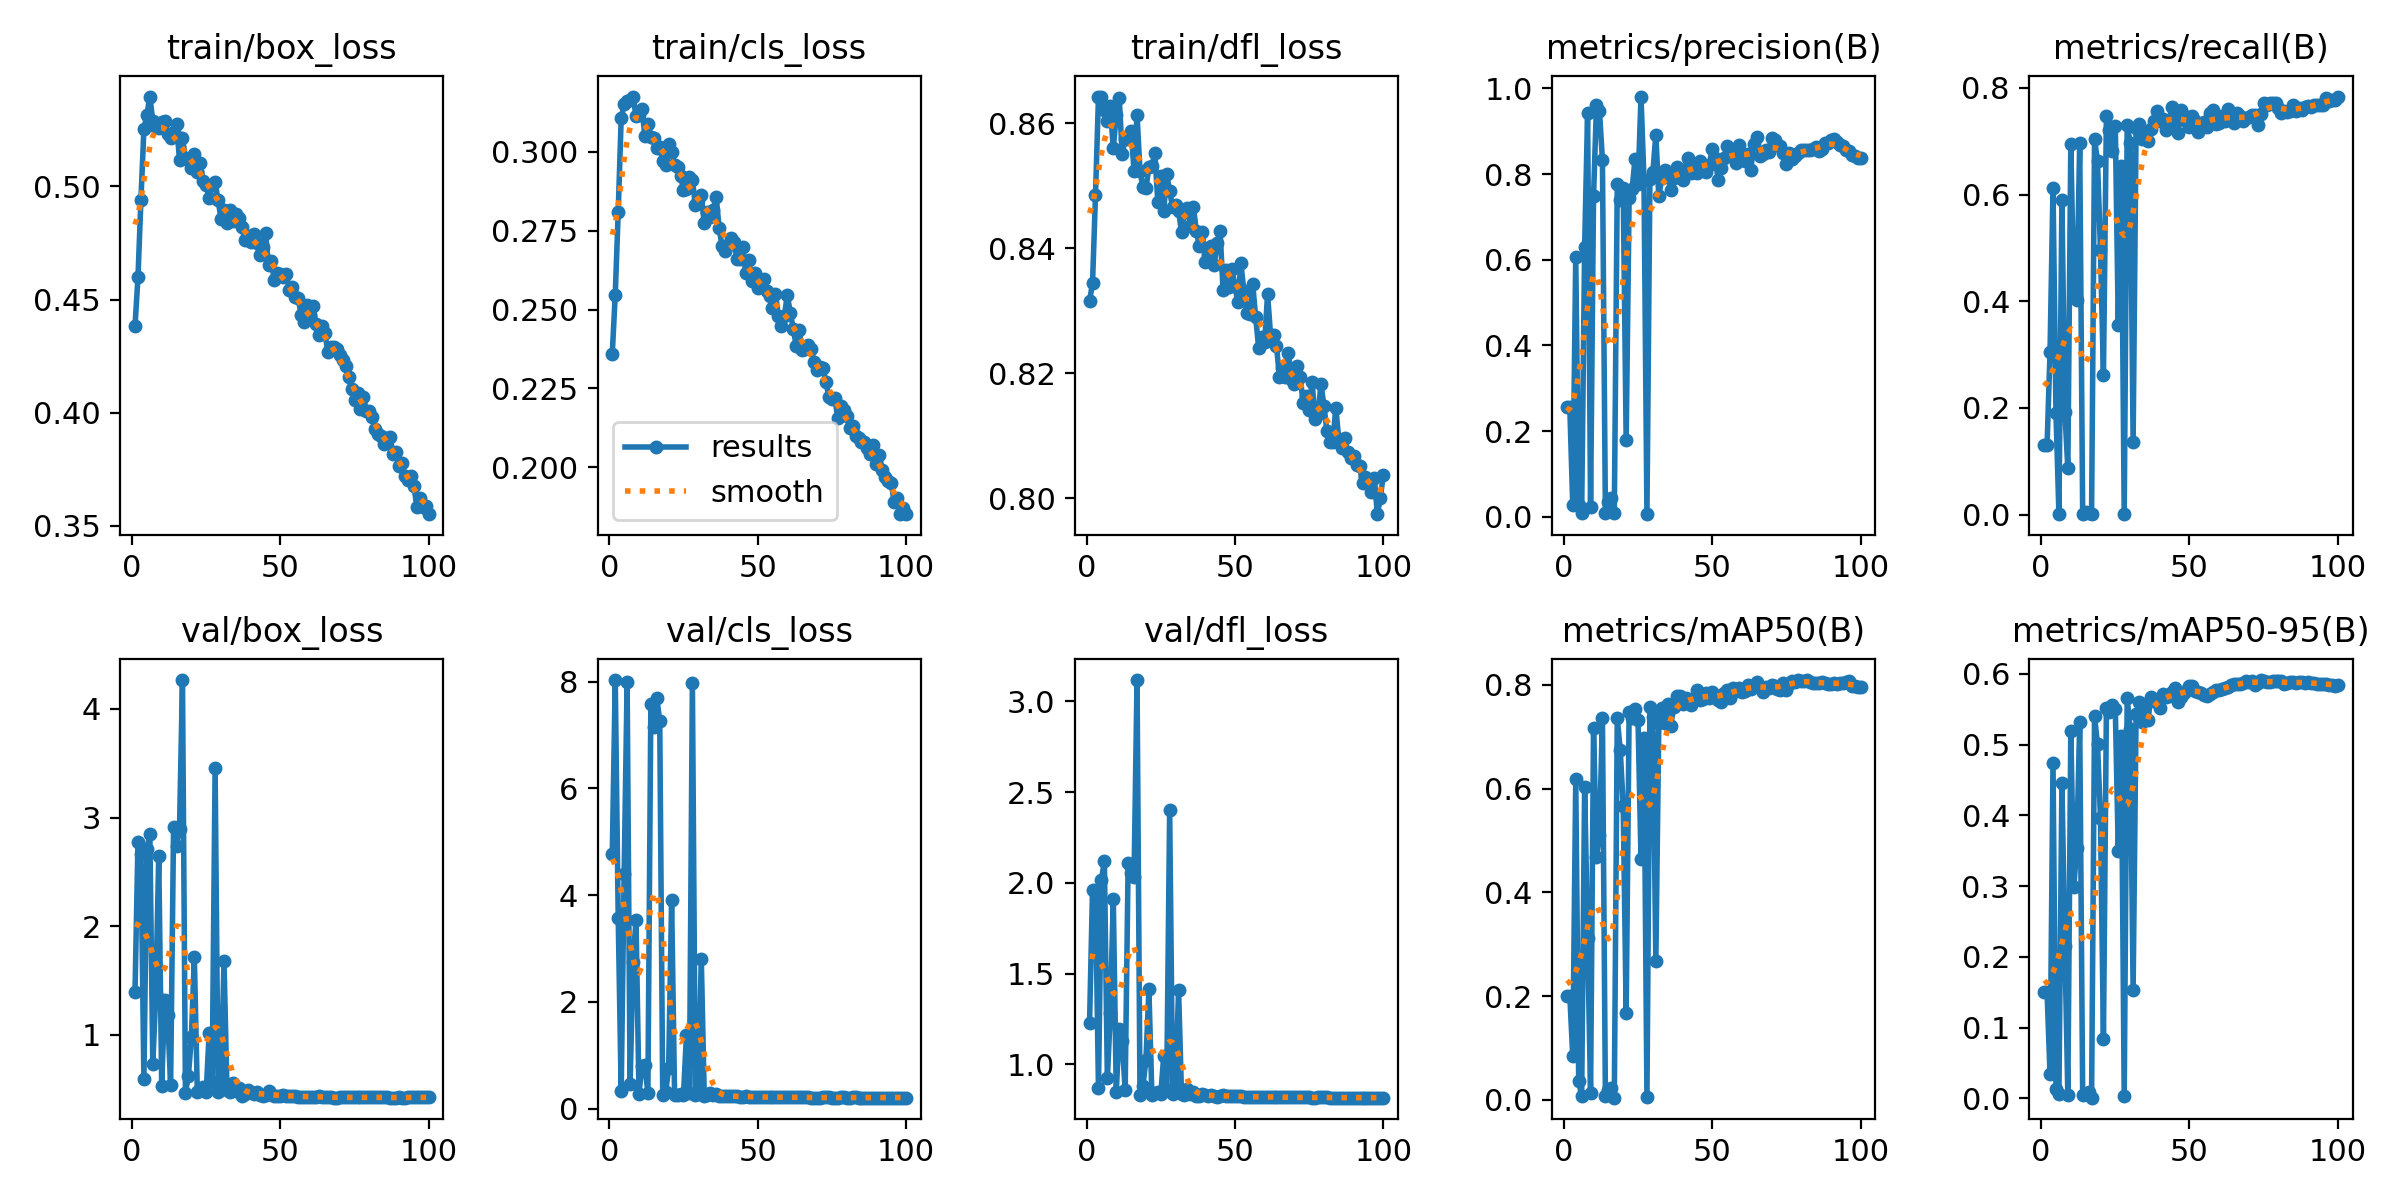 train/box_loss
train/cls_loss
train/dfl_loss
metrics/precision(B)
metrics/recall(B)
0.50
0.45
0.40
0.35
0 50 100
0.300
0.275
0.250
0.225
0.200
results
smooth
0 50 100
0.86
0.84
0.82
0.80
0 50 100
1.0
0.8
0.6
0.4
0.2
0.0
0 50 100
0.8
0.6
0.4
0.2
0.0
0 50 100
val/box_loss
val/cls_loss
val/dfl_loss
metrics/mAP50(B)
metrics/mAP50-95(B)
4
3
2
1
0 50 100
8
6
4
2
0
0 50 100
3.0
2.5
2.0
1.5
1.0
0 50 100
0.8
0.6
0.4
0.2
0.0
0 50 100
0.6
0.5
0.4
0.3
0.2
0.1
0.0
0 50 100